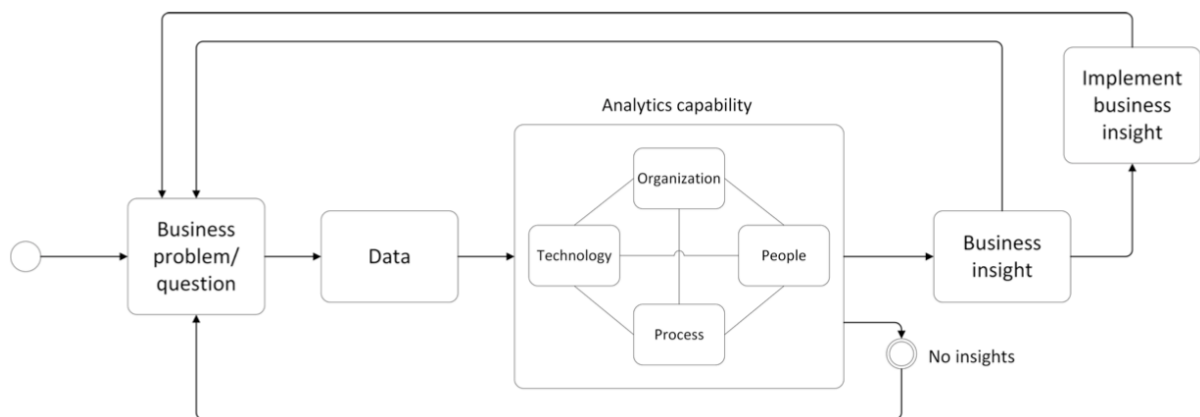 Implement
business
insight
Analytics capability
Organization
Business
problem/
question
Data
Technology
People
Business
insight
Process
No insights